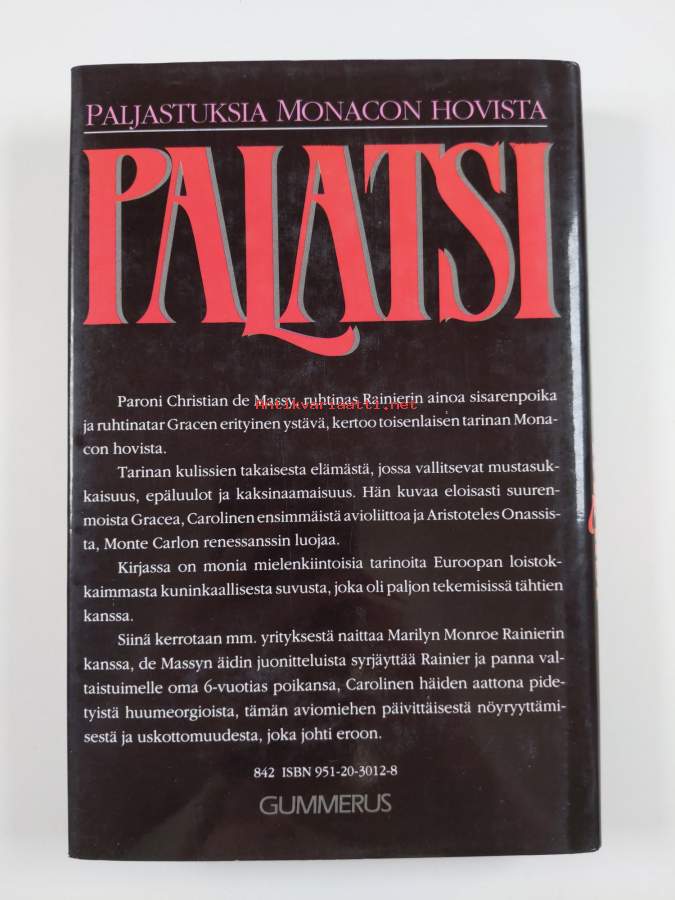 PALJASTUKSIA MONACON HOVISTA
PALATSI
Paroni Christian de Massy, ruhtinas Rainierin ainoa sisarenpoika
Antikvariaatti.net
ja ruhtinatar Gracen erityinen ystävä, kertoo toisenlaisen tarinan Mona-
con hovista.
Tarinan kulissien takaisesta elämästä, jossa vallitsevat mustasuk-
kaisuus, epäluulot ja kaksinaamaisuus. Hän kuvaa eloisasti suuren-
moista Gracea, Carolinen ensimmäistä avioliittoa ja Aristoteles Onassis-
ta, Monte Carlon renessanssin luojaa.
Kirjassa on monia mielenkiintoisia tarinoita Euroopan loistok-
kaimmasta kuninkaallisesta suvusta, joka oli paljon tekemisissä tähtien
kanssa.
Siinä kerrotaan mm. yrityksestä naittaa Marilyn Monroe Rainierin
kanssa, de Massyn äidin juonitteluista syrjäyttää Rainier ja panna val-
taistuimelle oma 6-vuotias poikansa, Carolinen häiden aattona pide-
tyistä huumeorgioista, tämän aviomiehen päivittäisestä nöyryyttämi-
sestä ja uskottomuudesta, joka johti eroon.
842 ISBN 951-20-3012-8
GUMMERUS